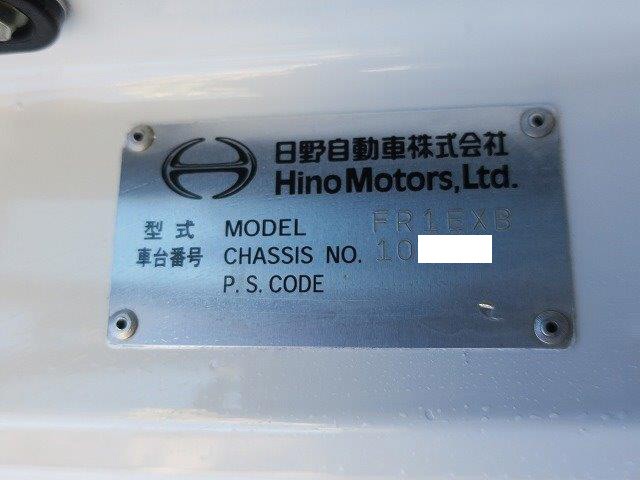 日野自動車株式会社
Hino Motors, Ltd.
型式 MODEL FR1EXB
車台番号 CHASSIS NO. 10
P. S. CODE